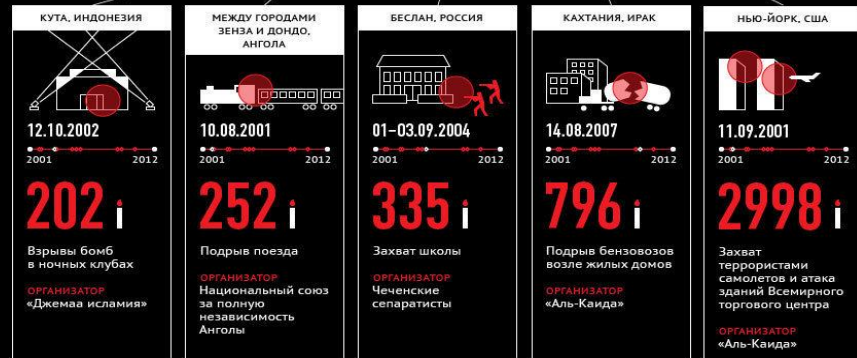 КУТА, ИНДОНЕЗИЯ
12.10.2002
2001 2012
202
Взрывы бомб
в ночных клубах
ОРГАНИЗАТОР
«Джемаа исламия»
МЕЖДУ ГОРОДАМИ
ЗЕНЗА И ДОНДО,
АНГОЛА
10.08.2001
2001 2012
252
Подрыв поезда
ОРГАНИЗАТОР
Национальный союз
за полную
независимость
Анголы
БЕСЛАН, РОССИЯ
01–03.09.2004
2001 2012
335
Захват школы
ОРГАНИЗАТОР
Чеченские
сепаратисты
КАХТАНИЯ, ИРАК
14.08.2007
2001 2012
796
Подрыв бензовозов
возле жилых домов
ОРГАНИЗАТОР
«Аль-Каида»
НЬЮ-ЙОРК, США
11.09.2001
2001 2012
2998
Захват
террористами
самолетов и атака
зданий Всемирного
торгового центра
ОРГАНИЗАТОР
«Аль-Каида»